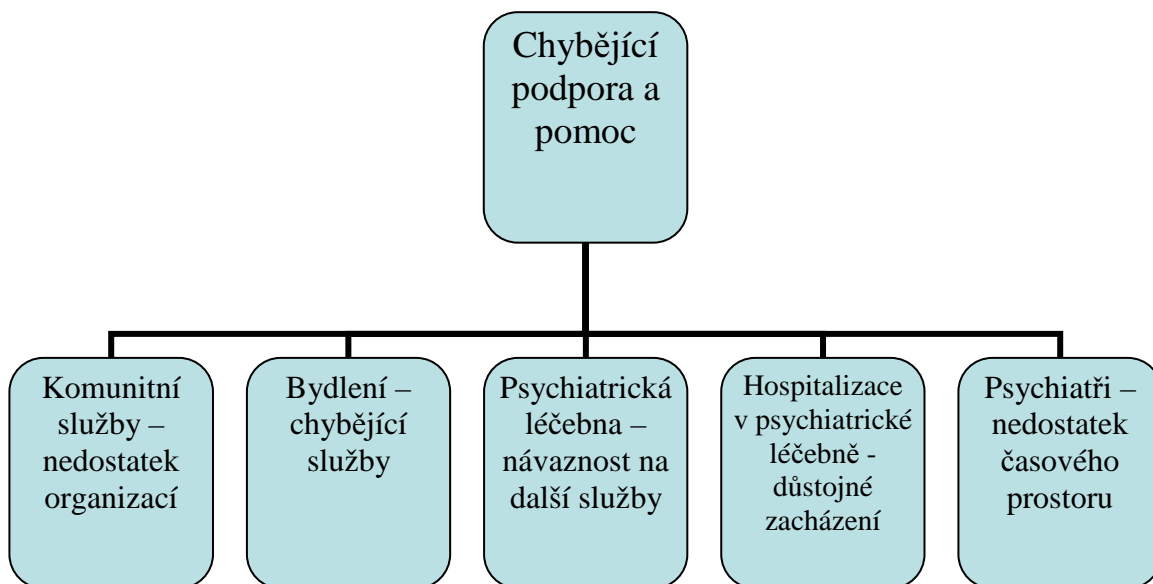 Chybějící
podpora a
pomoc
Komunitní
služby –
nedostatek
organizací
Bydlení –
chybějící
služby
Psychiatrická
léčebna –
návaznost na
další služby
Hospitalizace
v psychiatrické
léčebně -
důstojné
zacházení
Psychiatři –
nedostatek
časového
prostoru